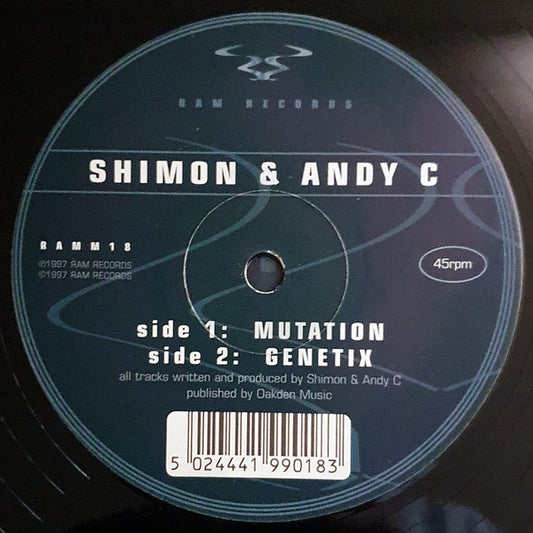 RAM RECORDS
SHIMON & ANDY C
RAMM18
℗1997 RAM RECORDS
©1997 RAM RECORDS
45rpm
side 1: MUTATION
side 2: GENETIX
all tracks written and produced by Shimon & Andy C
published by Oakden Music
5 024441 990183